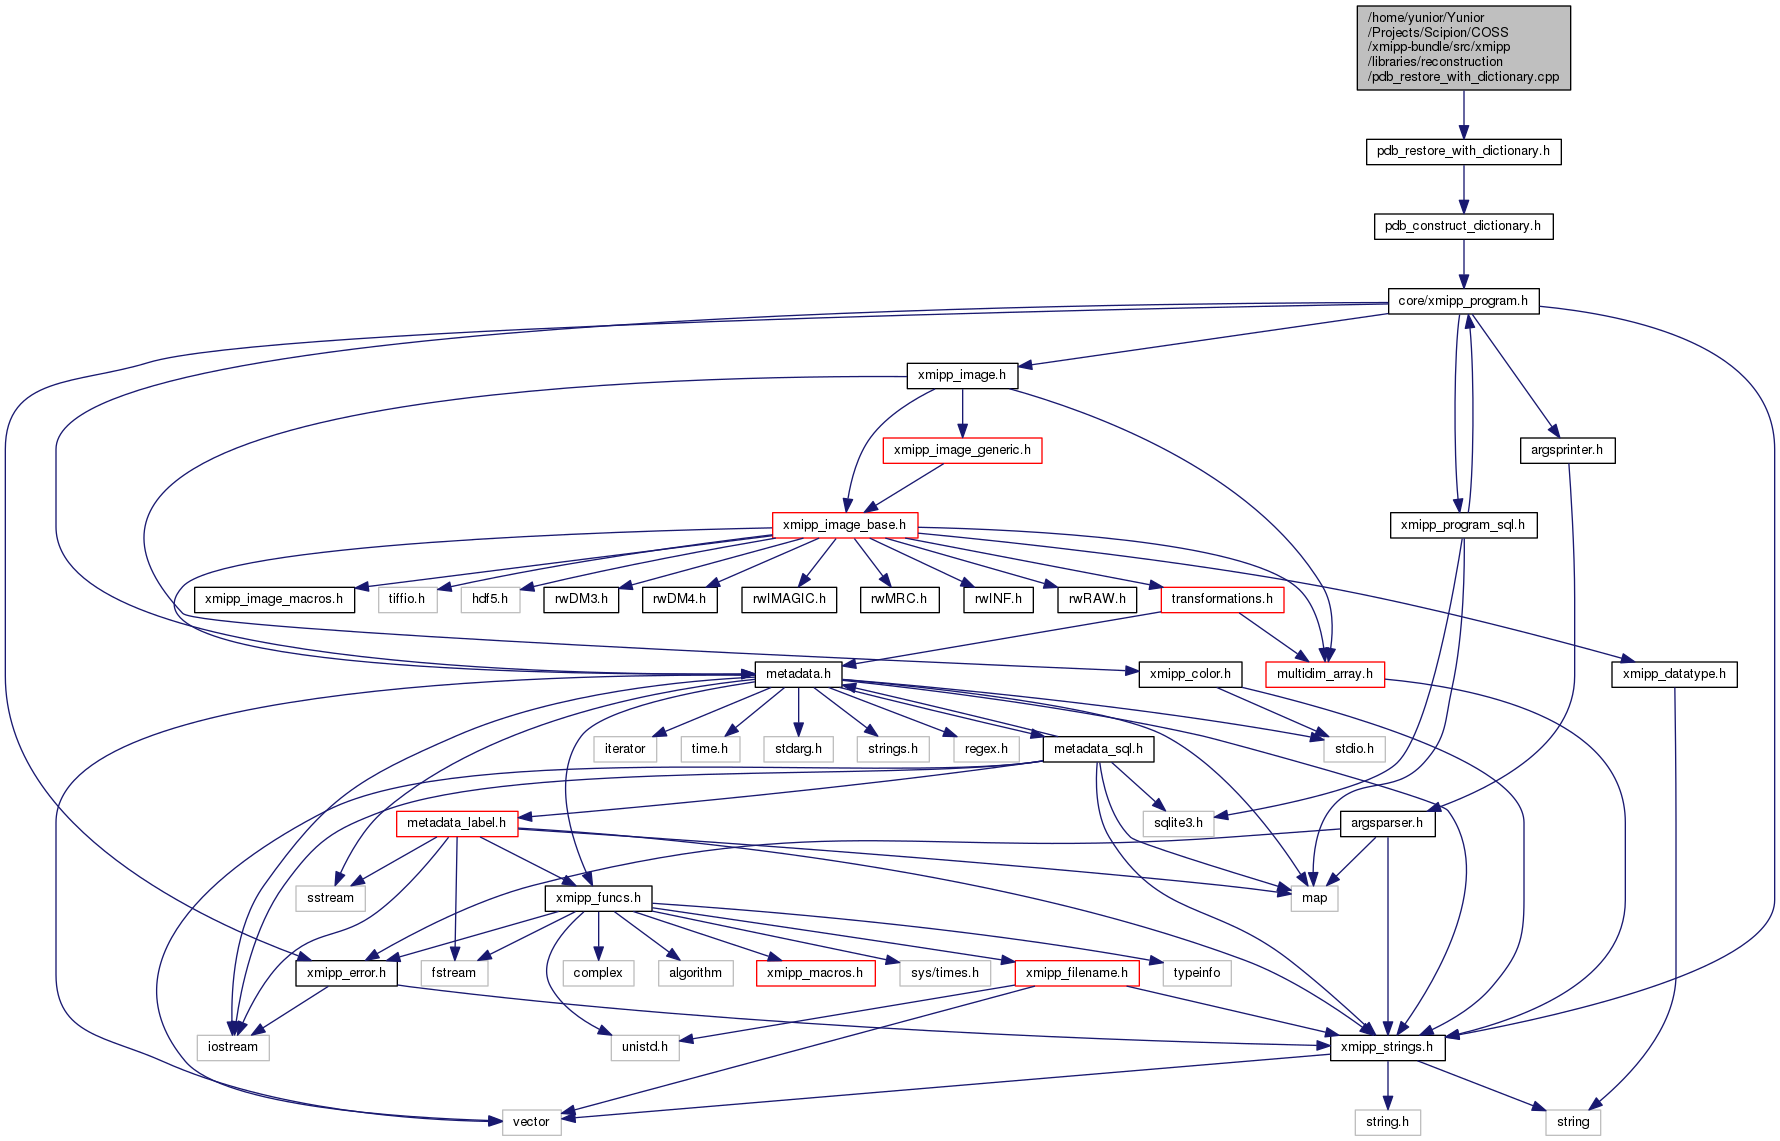 /home/yunior/Yunior
/Projects/Scipion/COSS
/xmipp-bundle/src/xmipp
/libraries/reconstruction
/pdb_restore_with_dictionary.cpp
pdb_restore_with_dictionary.h
pdb_construct_dictionary.h
core/xmipp_program.h
xmipp_image.h
xmipp_image_generic.h
argsprinter.h
xmipp_image_base.h
xmipp_program_sql.h
xmipp_image_macros.h
tiffio.h
hdf5.h
rwDM3.h
rwDM4.h
rwIMAGIC.h
rwMRC.h
rwINF.h
rwRAW.h
transformations.h
metadata.h
xmipp_color.h
multidim_array.h
xmipp_datatype.h
iterator
time.h
stdarg.h
strings.h
regex.h
metadata_sql.h
stdio.h
metadata_label.h
sqlite3.h
argsparser.h
sstream
xmipp_funcs.h
map
xmipp_error.h
fstream
complex
algorithm
xmipp_macros.h
sys/times.h
xmipp_filename.h
typeinfo
iostream
unistd.h
xmipp_strings.h
vector
string.h
string